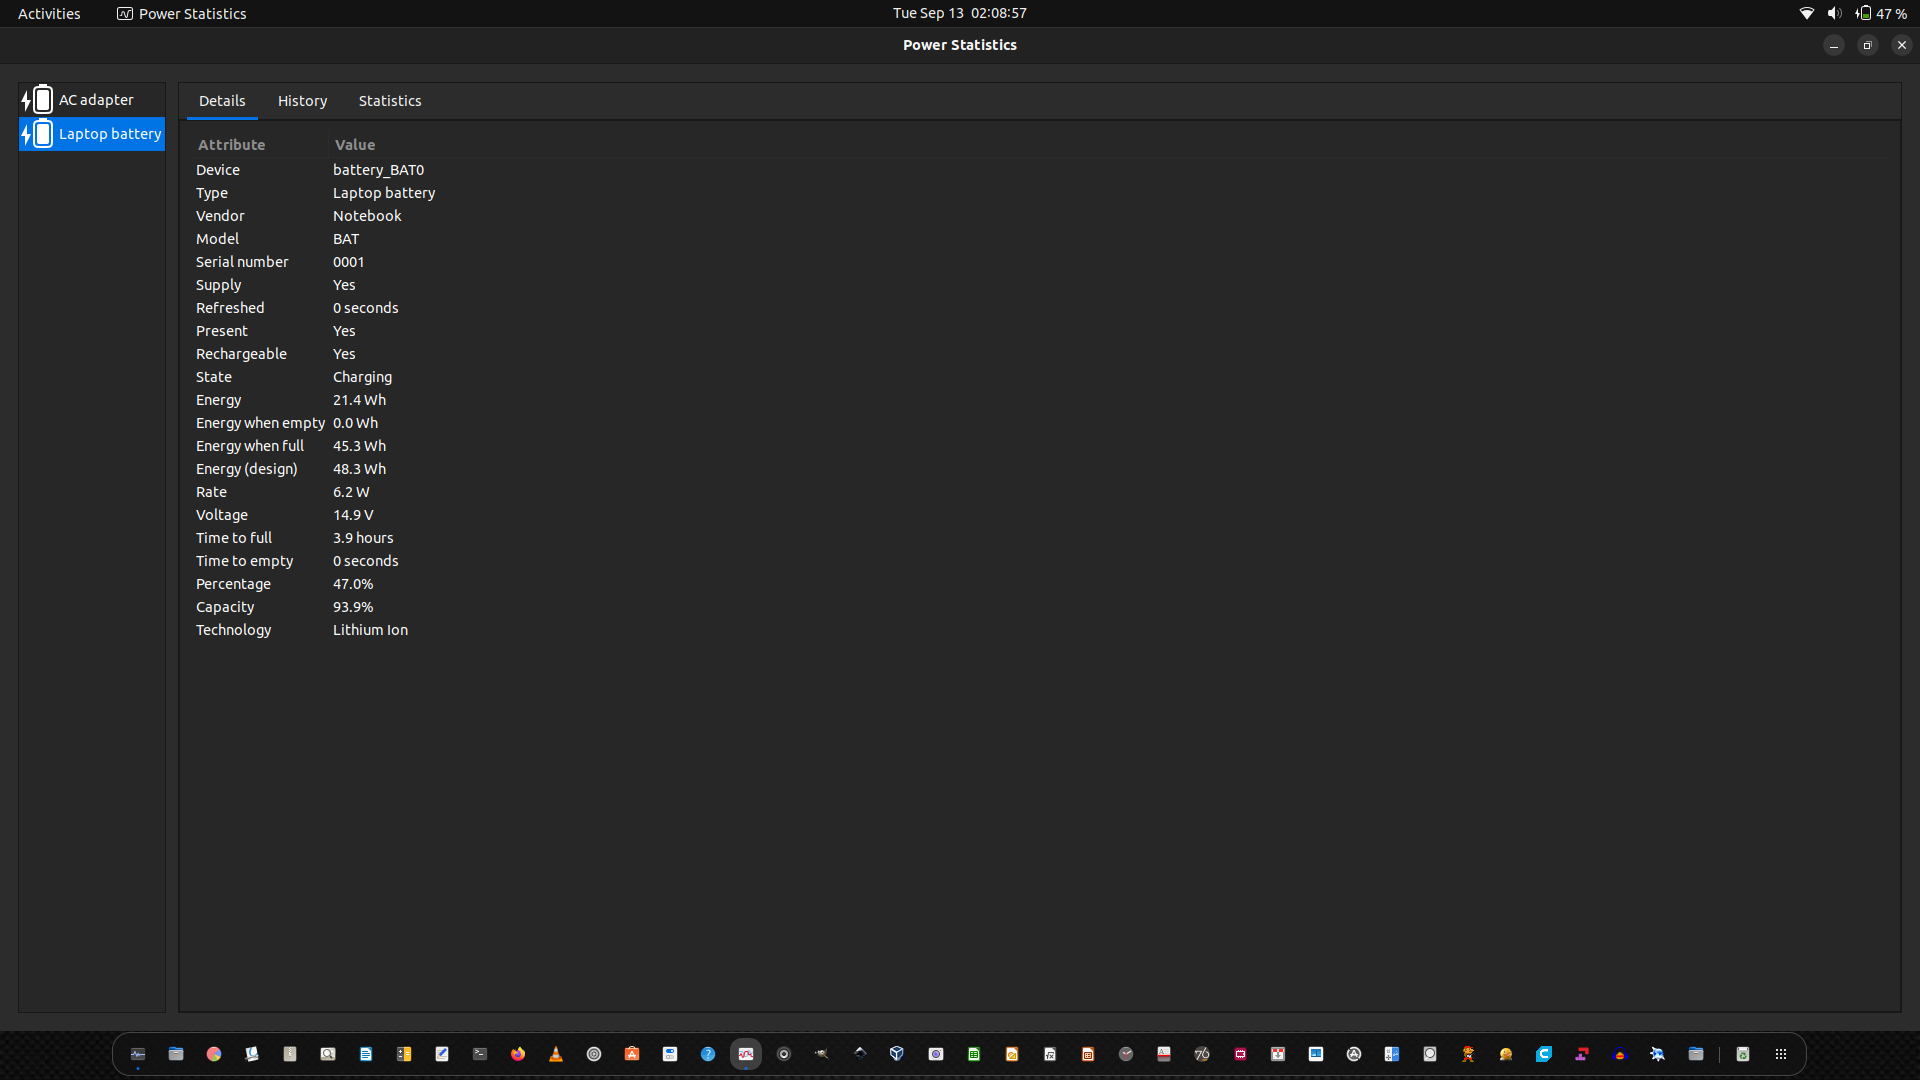 Activities Power Statistics Tue Sep 13 02:08:57 47 %
Power Statistics
AC adapter
Laptop battery
Details History Statistics
Attribute Value
Device battery_BAT0
Type Laptop battery
Vendor Notebook
Model BAT
Serial number 0001
Supply Yes
Refreshed 0 seconds
Present Yes
Rechargeable Yes
State Charging
Energy 21.4 Wh
Energy when empty 0.0 Wh
Energy when full 45.3 Wh
Energy (design) 48.3 Wh
Rate 6.2 W
Voltage 14.9 V
Time to full 3.9 hours
Time to empty 0 seconds
Percentage 47.0%
Capacity 93.9%
Technology Lithium Ion